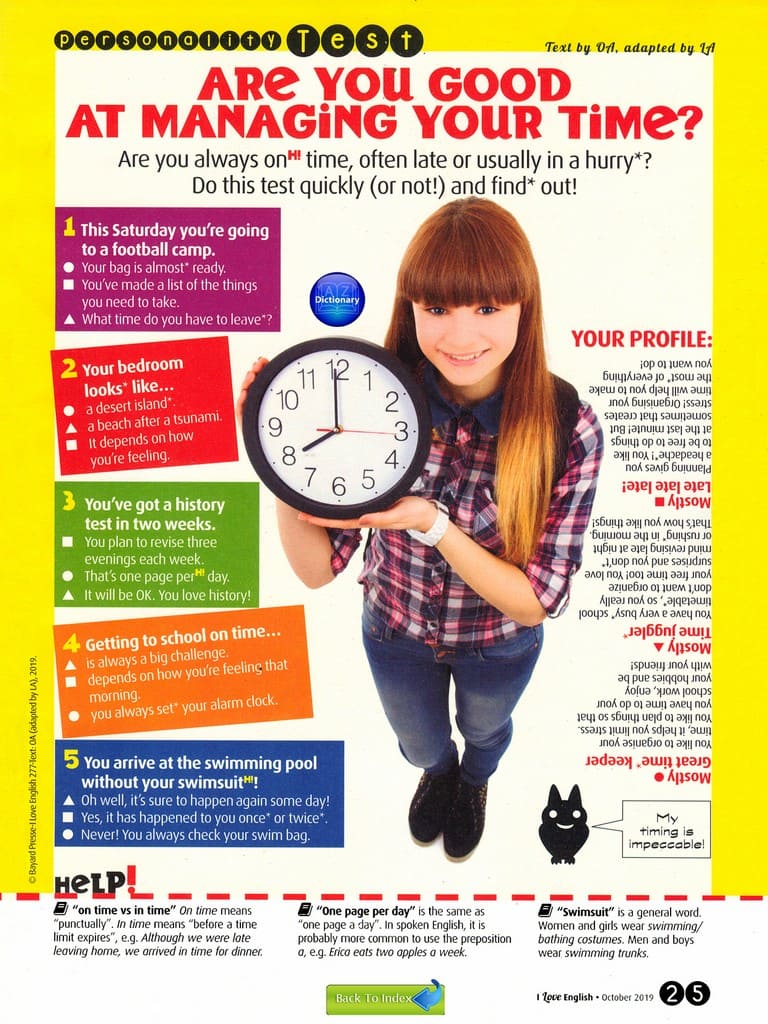 personality Test
Text by OA, adapted by LA
ARE YOU GOOD
AT MANAGING YOUR TIME?
Are you always onH! time, often late or usually in a hurry*?
Do this test quickly (or not!) and find* out!
1 This Saturday you're going
to a football camp.
● Your bag is almost* ready.
■ You've made a list of the things
you need to take.
▲ What time do you have to leave*?
AZ
Dictionary
2 Your bedroom
looks* like...
● a desert island*.
▲ a beach after a tsunami.
■ It depends on how
you're feeling.
3 You've got a history
test in two weeks.
■ You plan to revise three
evenings each week.
● That's one page perH! day.
▲ It will be OK. You love history!
4 Getting to school on time...
▲ is always a big challenge.
■ depends on how you're feeling that
morning.
● you always set* your alarm clock.
5 You arrive at the swimming pool
without your swimsuitH!!
▲ Oh well, it's sure to happen again some day!
■ Yes, it has happened to you once* or twice*.
● Never! You always check your swim bag.
12
1
2
3
4
5
6
7
8
9
10
11
YOUR PROFILE:
Mostly ●
Great time* keeper
You like to organise your
time, it helps you limit stress.
You like to plan things so that
you have time to do your
school work, enjoy
your hobbies and be
with your friends!
Mostly ▲
Time juggler*
You have a very busy* school
timetable*, so you really
don't want to organize
your free time too! You love
surprises and you don't*
mind revising late at night
or rushing* in the morning.
That's how you like things!
Mostly ■
Late late late!
Planning gives you
a headache*! You like
to be free to do things
at the last minute! But
sometimes that creates
stress! Organising your
time will help you to make
the most* of everything
you want to do!
My
timing is
impeccable!
© Bayard Presse-I Love English 277-Text: OA (adapted by LA), 2019.
HELP!
"on time vs in time" On time means
"punctually". In time means "before a time
limit expires", e.g. Although we were late
leaving home, we arrived in time for dinner.
"One page per day" is the same as
"one page a day". In spoken English, it is
probably more common to use the preposition
a, e.g. Erica eats two apples a week.
"Swimsuit" is a general word.
Women and girls wear swimming/
bathing costumes. Men and boys
wear swimming trunks.
Back To Index
I Love English • October 2019 25